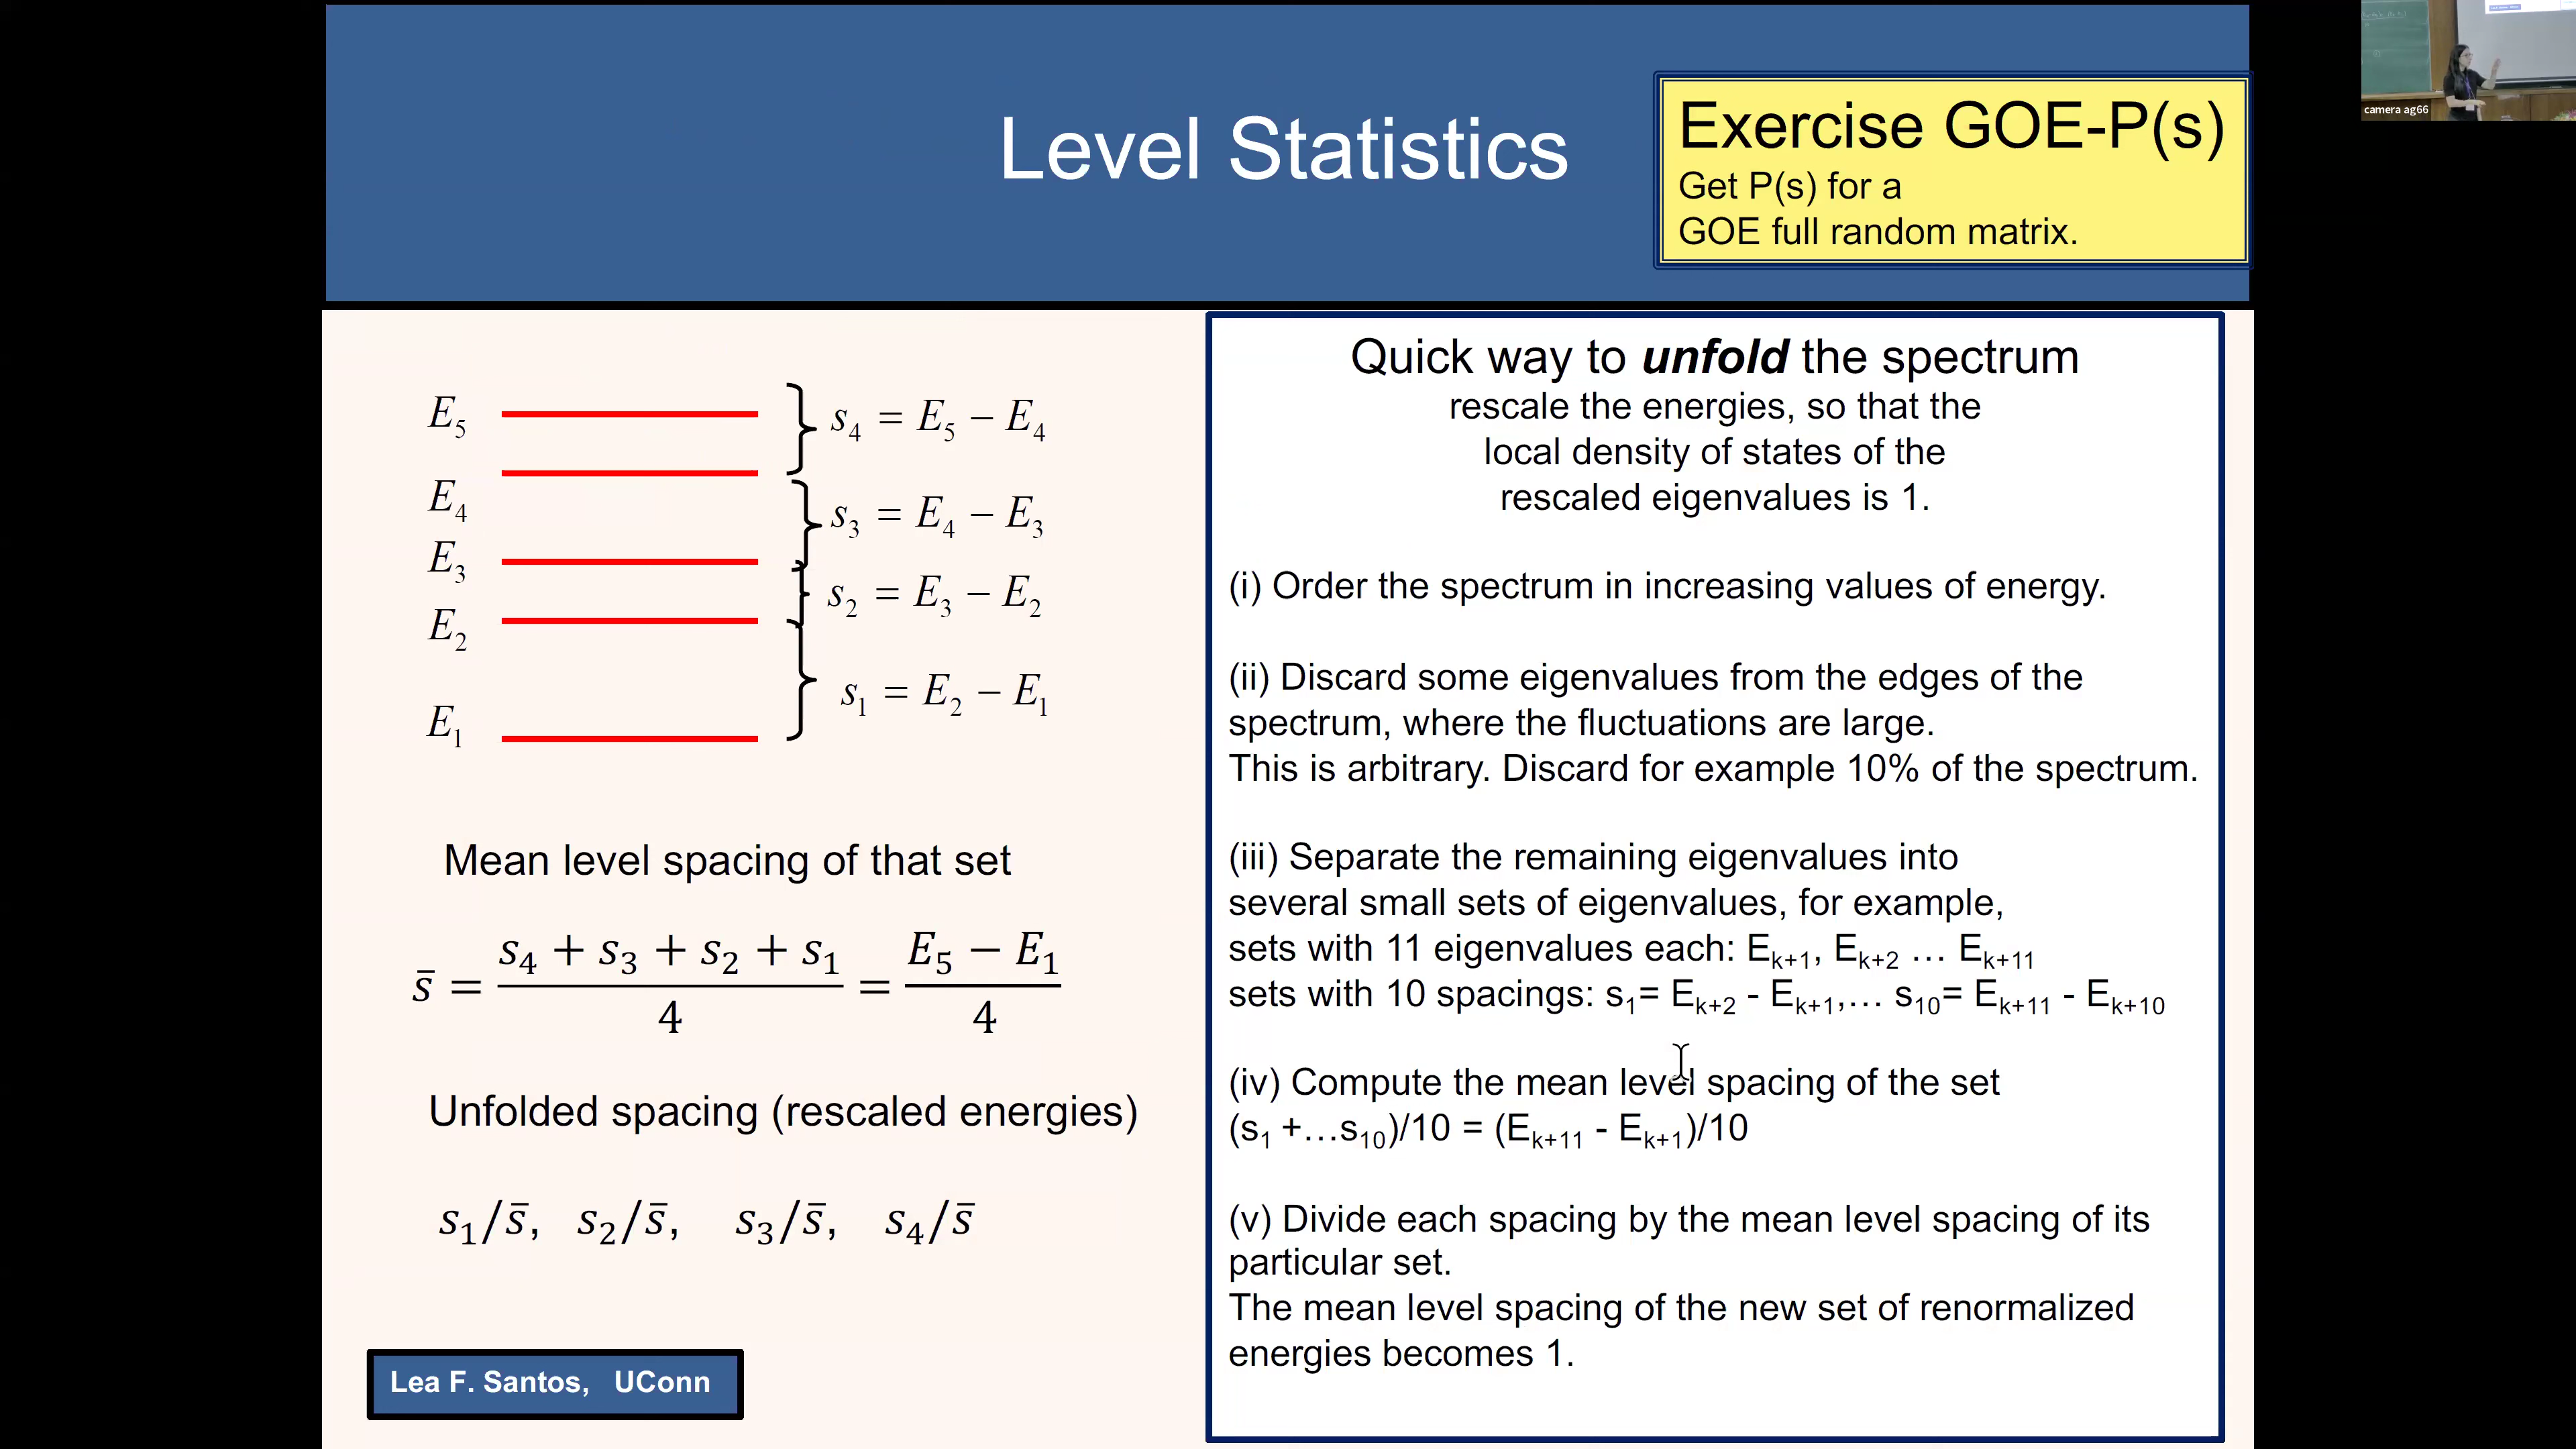 Level Statistics
Exercise GOE-P(s)
Get P(s) for a
GOE full random matrix.
camera ag66
E₅
s₄ = E₅ − E₄
E₄
s₃ = E₄ − E₃
E₃
s₂ = E₃ − E₂
E₂
s₁ = E₂ − E₁
E₁
Mean level spacing of that set
s̄ = (s₄ + s₃ + s₂ + s₁)/4 = (E₅ − E₁)/4
Unfolded spacing (rescaled energies)
s₁/s̄, s₂/s̄, s₃/s̄, s₄/s̄
Lea F. Santos, UConn
Quick way to unfold the spectrum
rescale the energies, so that the
local density of states of the
rescaled eigenvalues is 1.
(i) Order the spectrum in increasing values of energy.
(ii) Discard some eigenvalues from the edges of the
spectrum, where the fluctuations are large.
This is arbitrary. Discard for example 10% of the spectrum.
(iii) Separate the remaining eigenvalues into
several small sets of eigenvalues, for example,
sets with 11 eigenvalues each: Eₖ₊₁, Eₖ₊₂ … Eₖ₊₁₁
sets with 10 spacings: s₁= Eₖ₊₂ - Eₖ₊₁,… s₁₀= Eₖ₊₁₁ - Eₖ₊₁₀
(iv) Compute the mean level spacing of the set
(s₁ +…s₁₀)/10 = (Eₖ₊₁₁ - Eₖ₊₁)/10
(v) Divide each spacing by the mean level spacing of its
particular set.
The mean level spacing of the new set of renormalized
energies becomes 1.